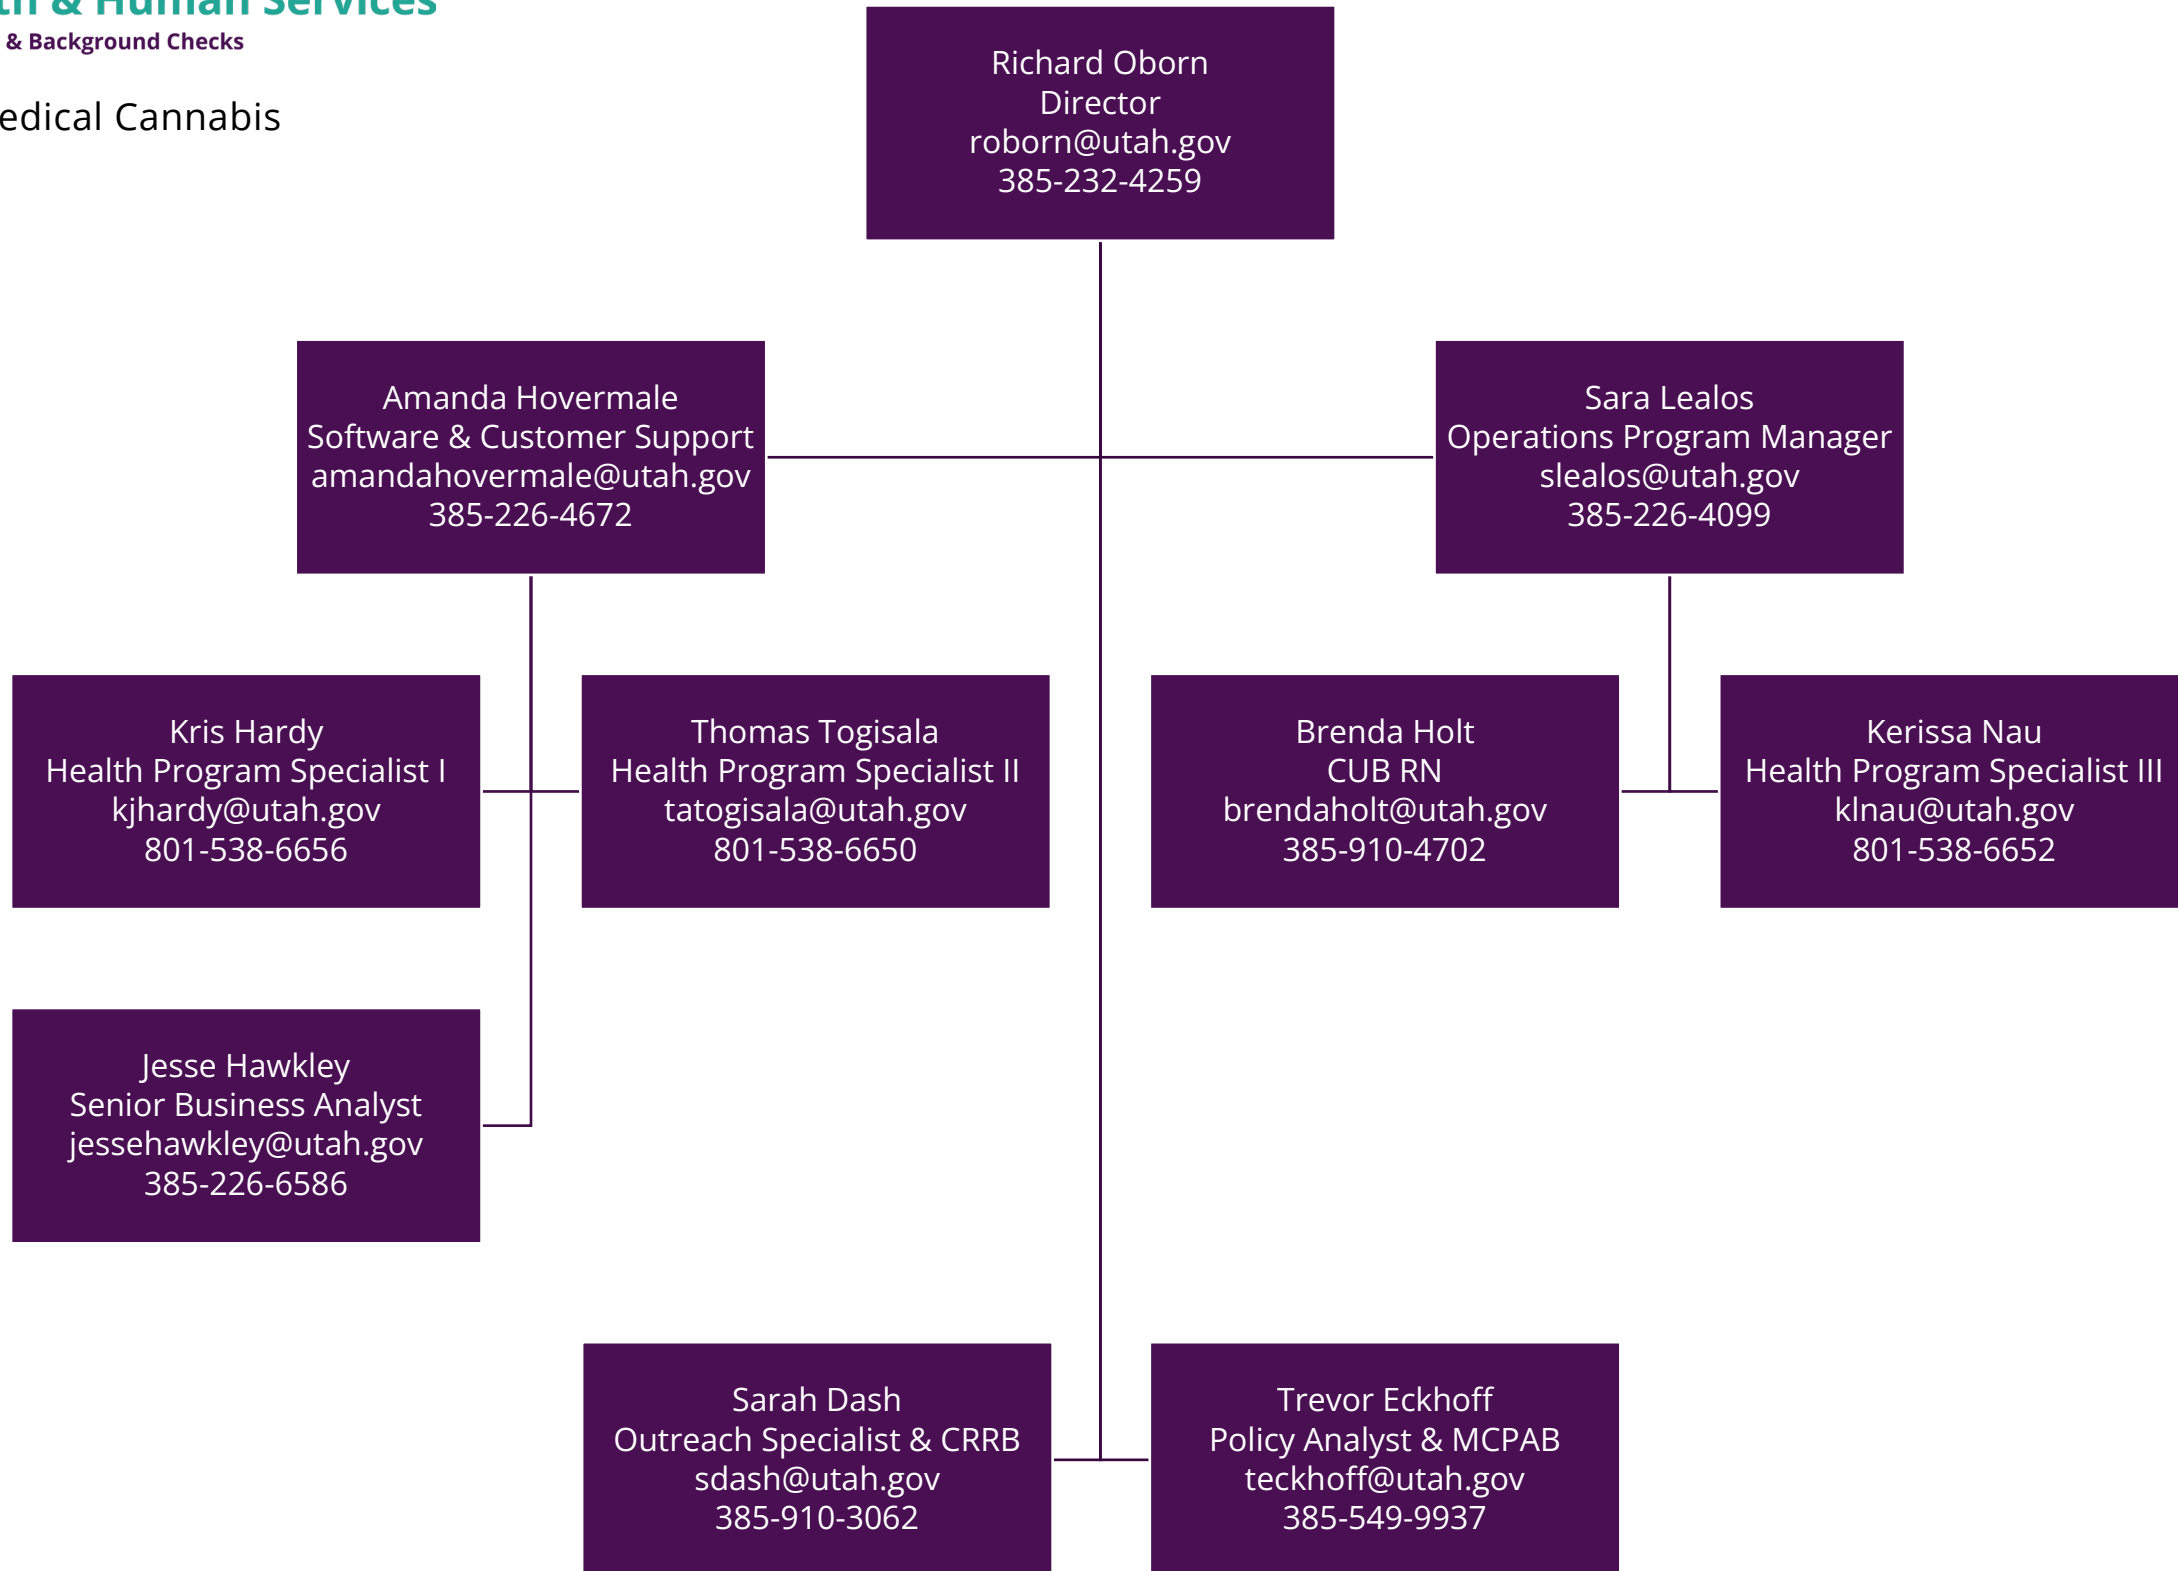 & Human Services
& Background Checks
Cannabis
Richard Oborn
Director
roborn@utah.gov
385-232-4259
Amanda Hovermale
Software & Customer Support
amandahovermale@utah.gov
385-226-4672
Sara Lealos
Operations Program Manager
slealos@utah.gov
385-226-4099
Kris Hardy
Health Program Specialist I
kjhardy@utah.gov
801-538-6656
Thomas Togisala
Health Program Specialist II
tatogisala@utah.gov
801-538-6650
Brenda Holt
CUB RN
brendaholt@utah.gov
385-910-4702
Kerissa Nau
Health Program Specialist III
klnau@utah.gov
801-538-6652
Jesse Hawkley
Senior Business Analyst
jessehawkley@utah.gov
385-226-6586
Sarah Dash
Outreach Specialist & CRRB
sdash@utah.gov
385-910-3062
Trevor Eckhoff
Policy Analyst & MCPAB
teckhoff@utah.gov
385-549-9937